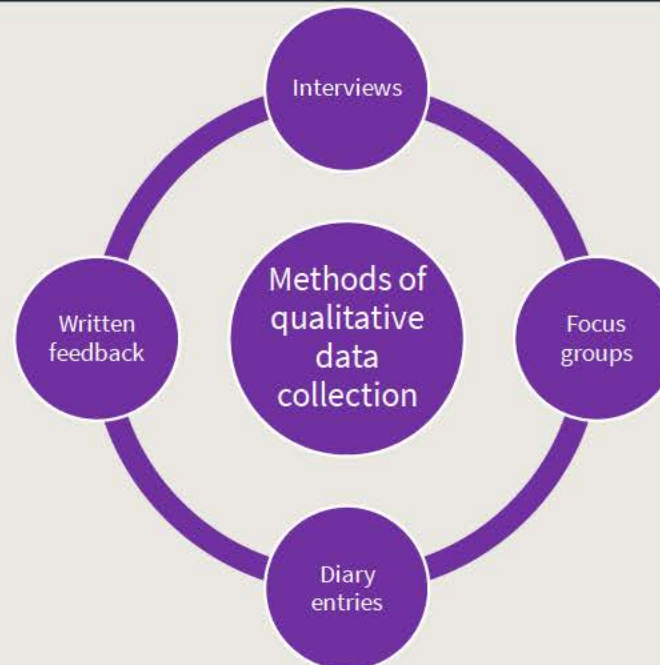 Interviews
Written
feedback
Methods of
qualitative
data
collection
Focus
groups
Diary
entries